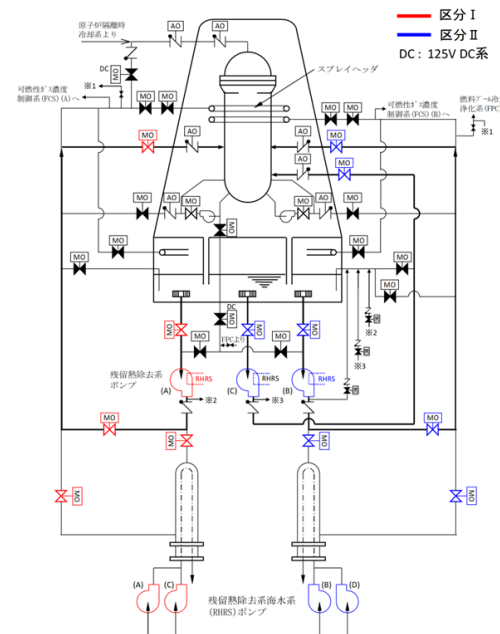 区分Ⅰ
区分Ⅱ
DC : 125V DC系
原子炉隔離時
冷却系より
AO
AO
DC
MO
※1
スプレイヘッダ
可燃性ガス濃度
制御系(FCS)(A)へ
MO
MO
MO
MO
可燃性ガス濃度
制御系(FCS)(B)へ
燃料プール冷
浄化系(FPC
※1
MO
AO
AO
MO
AO
MO
MO
AO
MO
MO
AO
MO
MO
MO
MO
MO
MO
MO
DC
MO
MO
MO
MO
※2
※3
MO
FPCより
MO
残留熱除去系
ポンプ
RHRS
(A)
※2
RHRS
(C)
※3
RHRS
(B)
MO
MO
MO
MO
MO
MO
(A)
(C)
(B)
(D)
残留熱除去系海水系
(RHRS)ポンプ